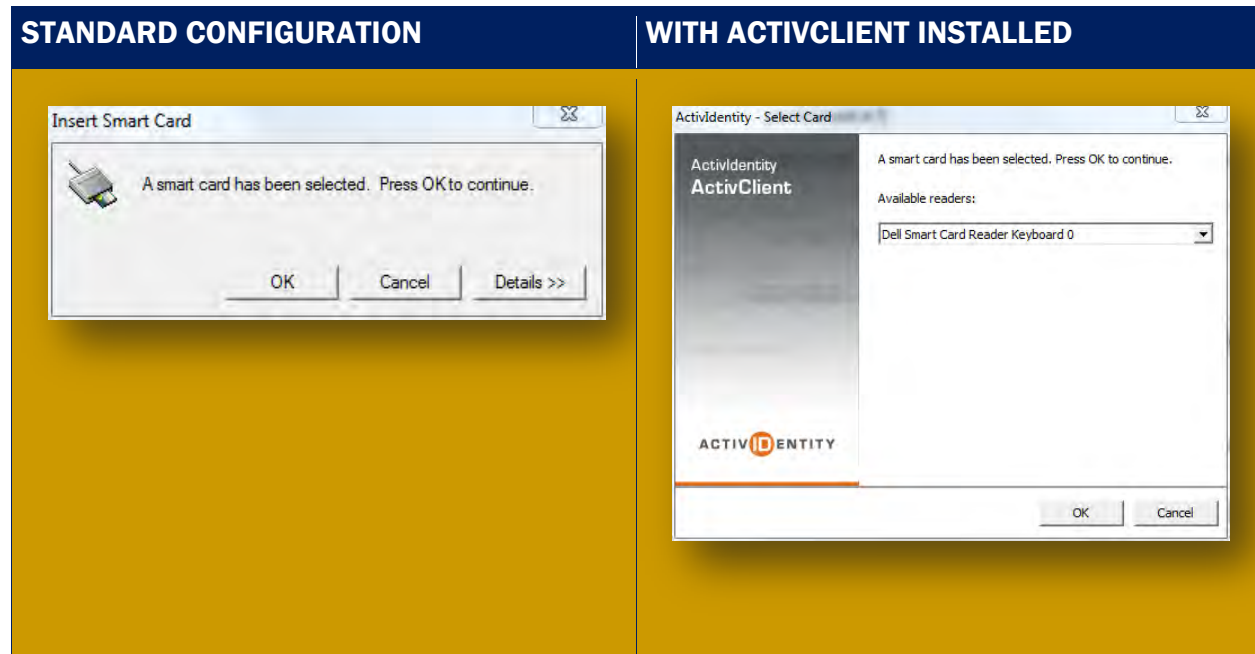 STANDARD CONFIGURATION
WITH ACTIVCLIENT INSTALLED
Insert Smart Card
A smart card has been selected. Press OK to continue.
OK
Cancel
Details >>
ActivIdentity - Select Card
ActivIdentity
ActivClient
A smart card has been selected. Press OK to continue.
Available readers:
Dell Smart Card Reader Keyboard 0
ACTIVIDENTITY
OK
Cancel